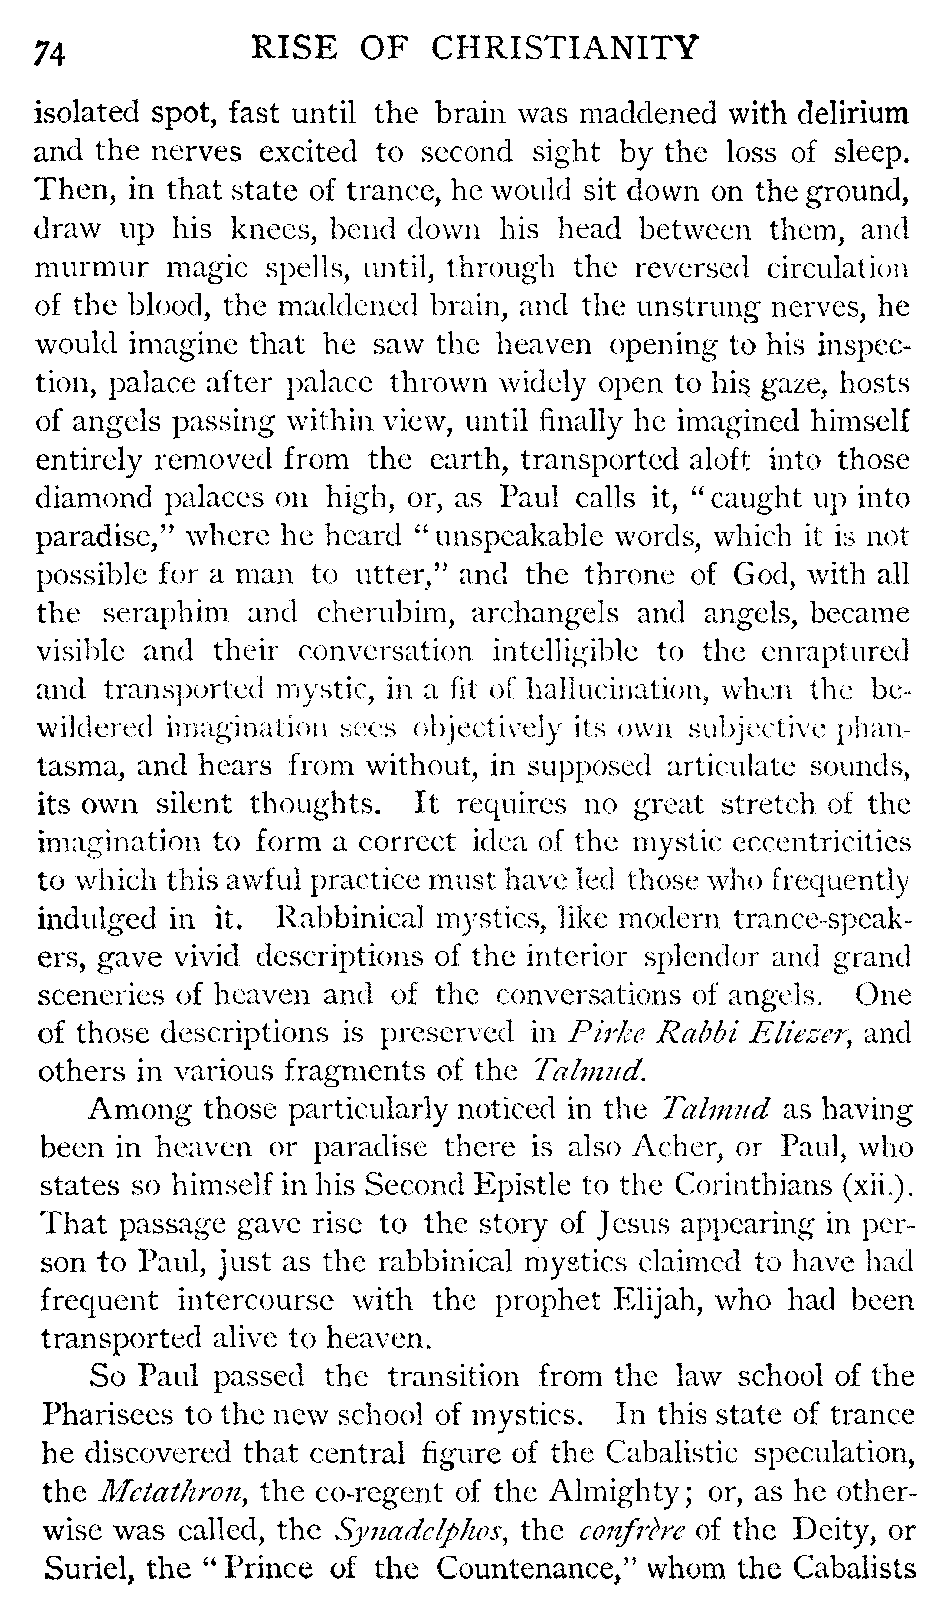 74 RISE OF CHRISTIANITY
isolated spot, fast until the brain was maddened with delirium
and the nerves excited to second sight by the loss of sleep.
Then, in that state of trance, he would sit down on the ground,
draw up his knees, bend down his head between them, and
murmur magic spells, until, through the reversed circulation
of the blood, the maddened brain, and the unstrung nerves, he
would imagine that he saw the heaven opening to his inspec-
tion, palace after palace thrown widely open to his gaze, hosts
of angels passing within view, until finally he imagined himself
entirely removed from the earth, transported aloft into those
diamond palaces on high, or, as Paul calls it, "caught up into
paradise," where he heard "unspeakable words, which it is not
possible for a man to utter," and the throne of God, with all
the seraphim and cherubim, archangels and angels, became
visible and their conversation intelligible to the enraptured
and transported mystic, in a fit of hallucination, when the be-
wildered imagination sees objectively its own subjective phan-
tasma, and hears from without, in supposed articulate sounds,
its own silent thoughts. It requires no great stretch of the
imagination to form a correct idea of the mystic eccentricities
to which this awful practice must have led those who frequently
indulged in it. Rabbinical mystics, like modern trance-speak-
ers, gave vivid descriptions of the interior splendor and grand
sceneries of heaven and of the conversations of angels. One
of those descriptions is preserved in Pirke Rabbi Eliezer, and
others in various fragments of the Talmud.
Among those particularly noticed in the Talmud as having
been in heaven or paradise there is also Acher, or Paul, who
states so himself in his Second Epistle to the Corinthians (xii.).
That passage gave rise to the story of Jesus appearing in per-
son to Paul, just as the rabbinical mystics claimed to have had
frequent intercourse with the prophet Elijah, who had been
transported alive to heaven.
So Paul passed the transition from the law school of the
Pharisees to the new school of mystics. In this state of trance
he discovered that central figure of the Cabalistic speculation,
the Metathron, the co-regent of the Almighty; or, as he other-
wise was called, the Synadelphos, the confrère of the Deity, or
Suriel, the "Prince of the Countenance," whom the Cabalists